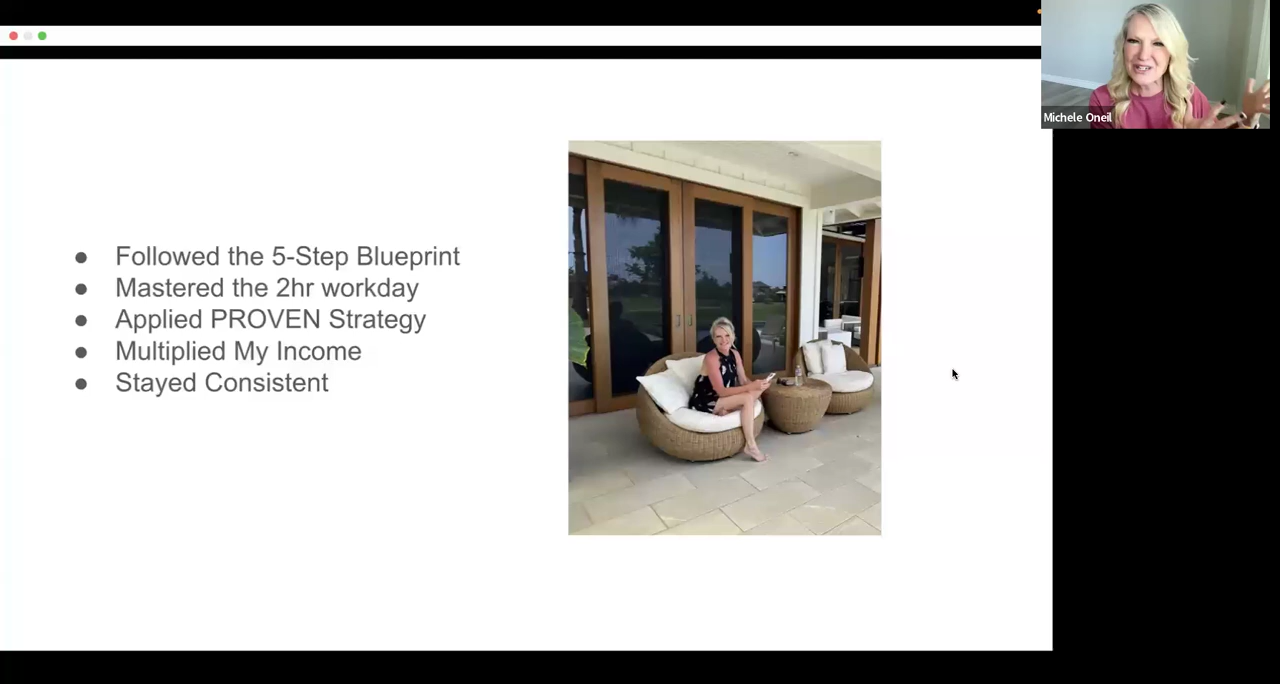 Michele Oneil
Followed the 5-Step Blueprint
Mastered the 2hr workday
Applied PROVEN Strategy
Multiplied My Income
Stayed Consistent